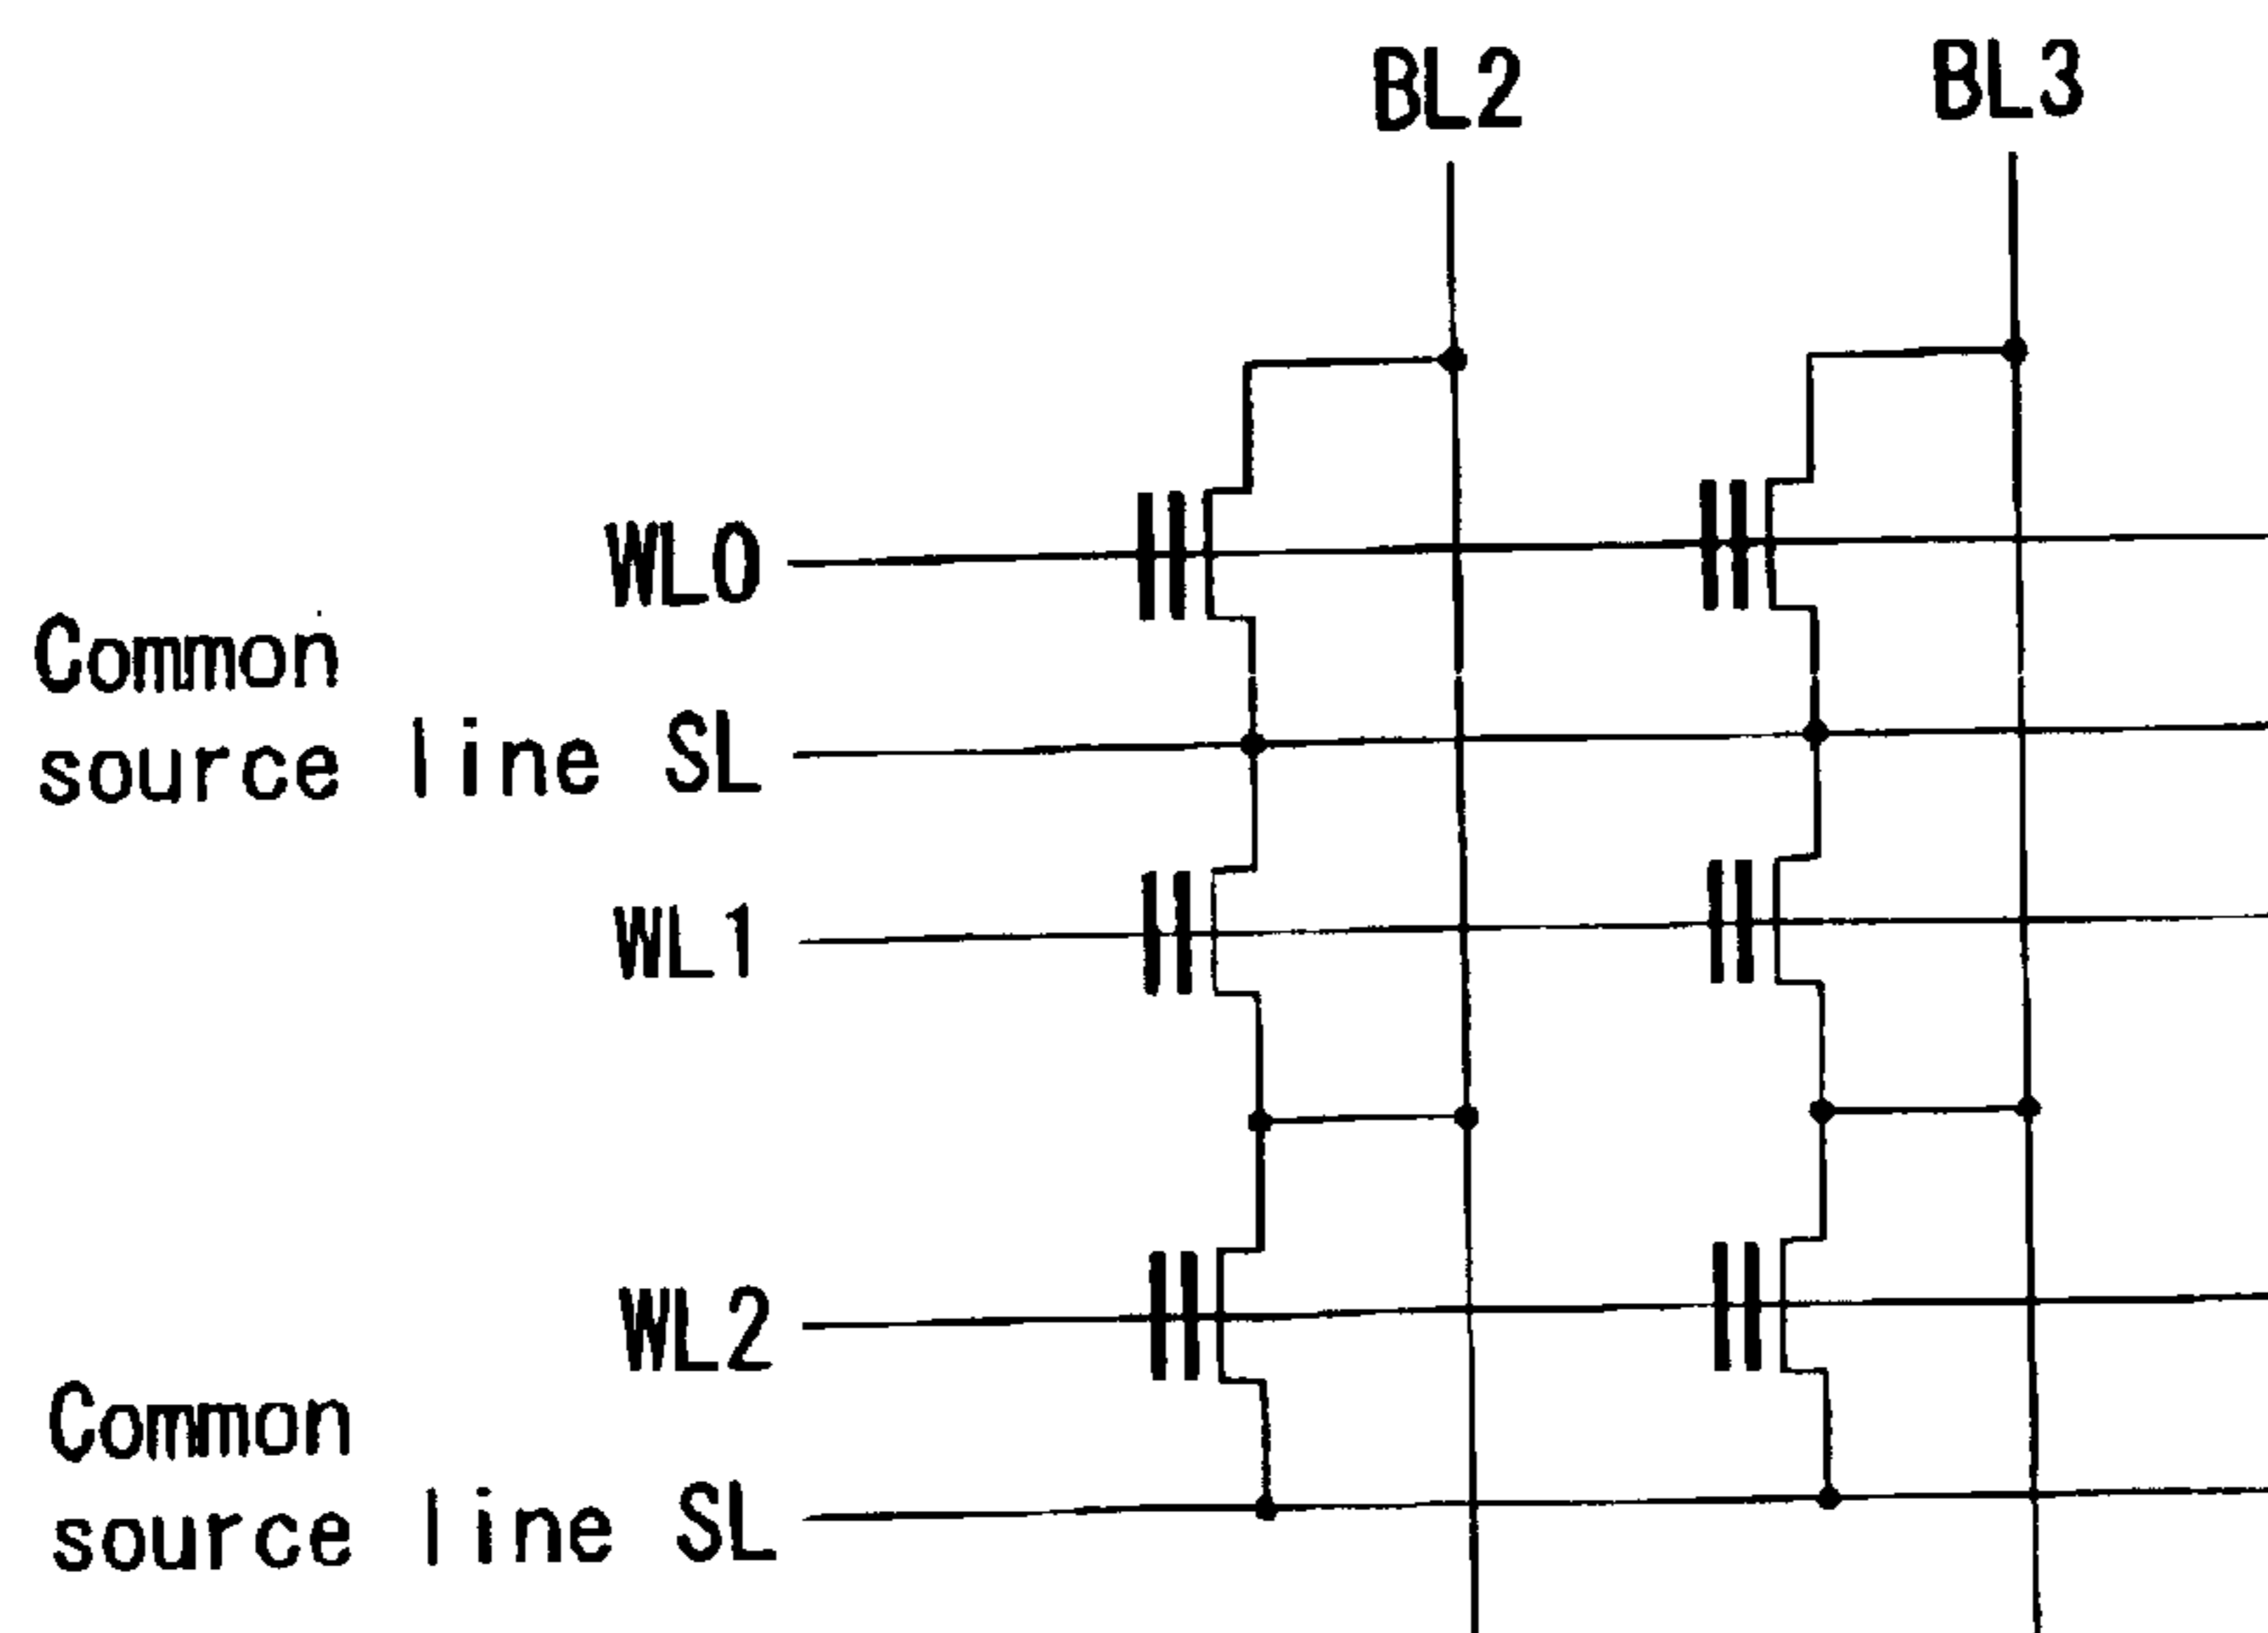 BL2 BL3
WL0
Common
source line SL
WL1
WL2
Common
source line SL